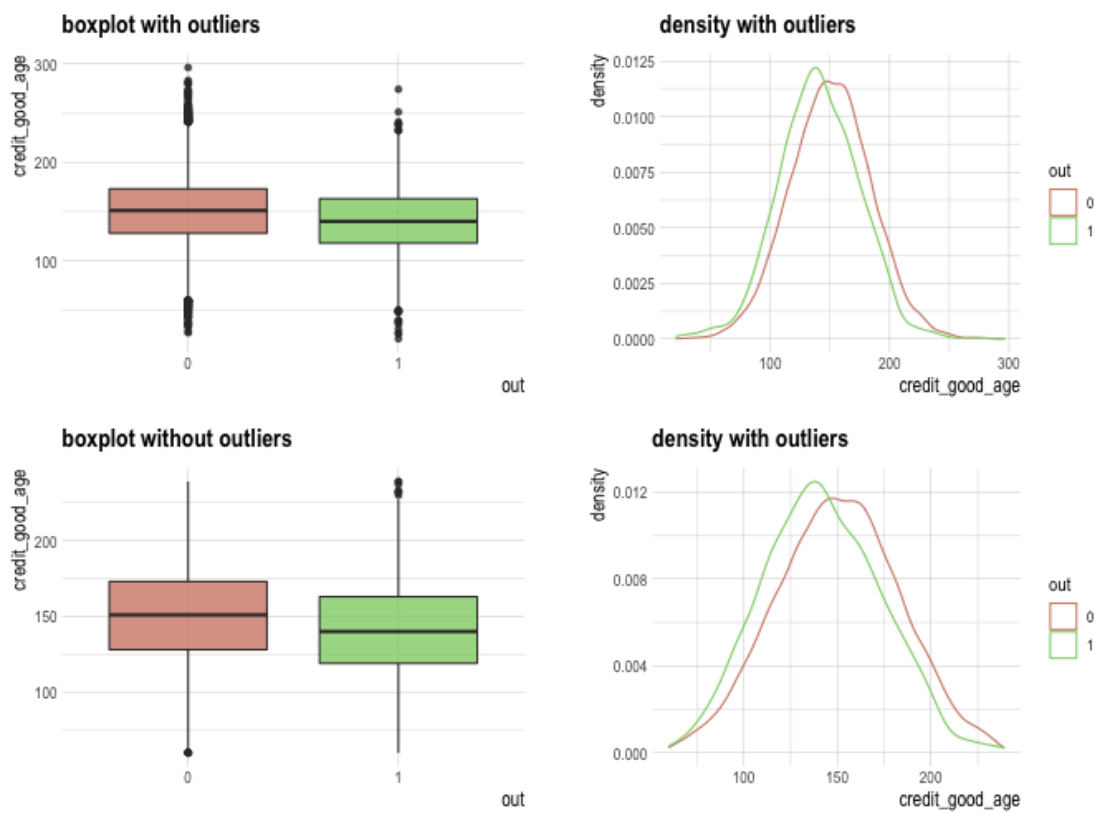 boxplot with outliers
credit_good_age
300
200
100
0
1
out
density with outliers
density
0.0125
0.0100
0.0075
0.0050
0.0025
0.0000
100
200
300
credit_good_age
out
0
1
boxplot without outliers
credit_good_age
200
150
100
0
1
out
density with outliers
density
0.012
0.008
0.004
0.000
100
150
200
credit_good_age
out
0
1